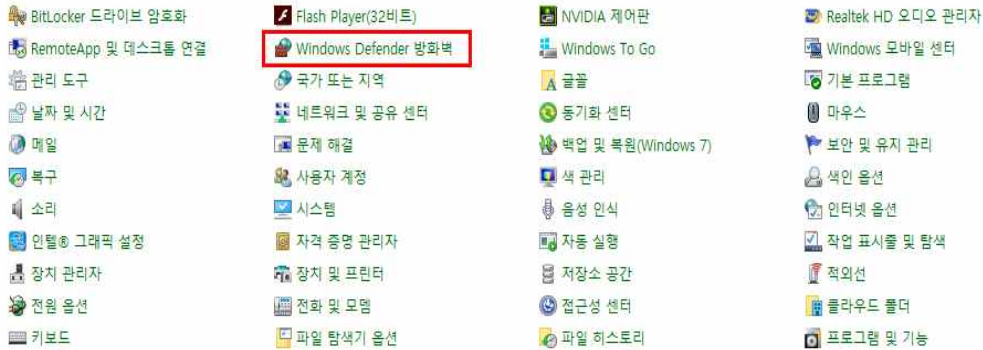 BitLocker 드라이브 암호화
Flash Player(32비트)
NVIDIA 제어판
Realtek HD 오디오 관리자
RemoteApp 및 데스크톱 연결
Windows Defender 방화벽
Windows To Go
Windows 모바일 센터
관리 도구
국가 또는 지역
글꼴
기본 프로그램
날짜 및 시간
네트워크 및 공유 센터
동기화 센터
마우스
메일
문제 해결
백업 및 복원(Windows 7)
보안 및 유지 관리
복구
사용자 계정
색 관리
색인 옵션
소리
시스템
음성 인식
인터넷 옵션
인텔® 그래픽 설정
자격 증명 관리자
자동 실행
작업 표시줄 및 탐색
장치 관리자
장치 및 프린터
저장소 공간
적외선
전원 옵션
전화 및 모뎀
접근성 센터
클라우드 폴더
키보드
파일 탐색기 옵션
파일 히스토리
프로그램 및 기능